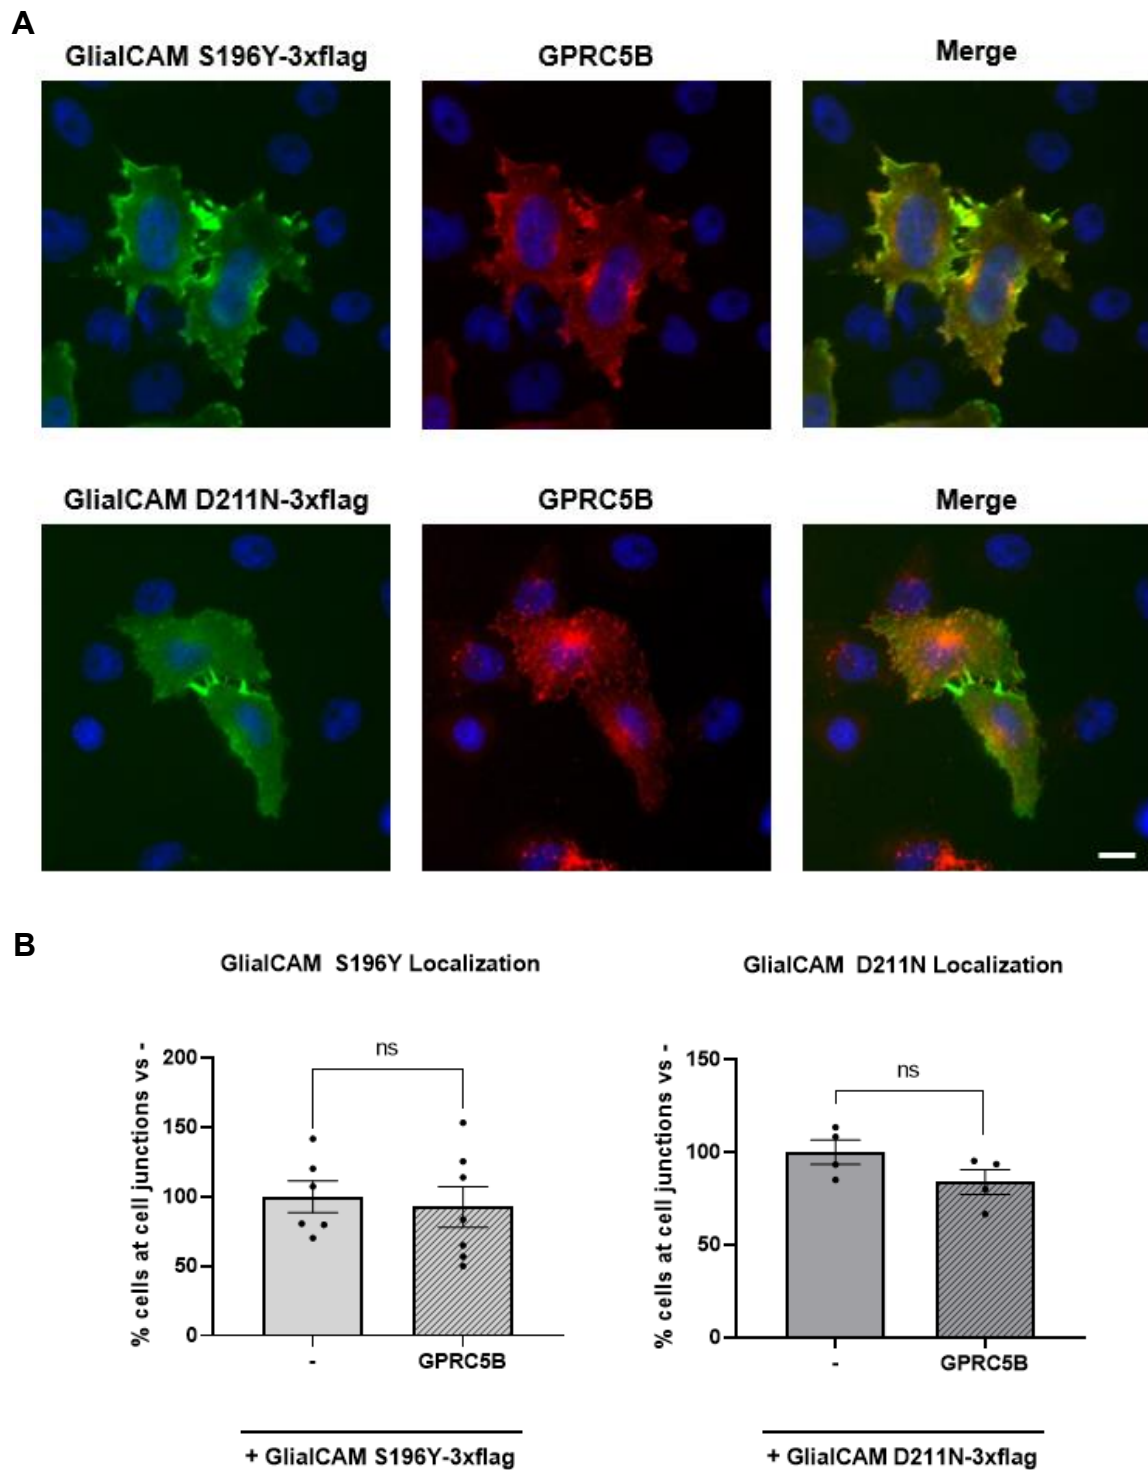 A
GlialCAM S196Y-3xflag GPRC5B Merge
GlialCAM D211N-3xflag GPRC5B Merge
B
GlialCAM S196Y Localization
% cells at cell junctions vs -
200
150
100
50
0
ns
- GPRC5B
+ GlialCAM S196Y-3xflag
GlialCAM D211N Localization
% cells at cell junctions vs -
150
100
50
0
ns
- GPRC5B
+ GlialCAM D211N-3xflag